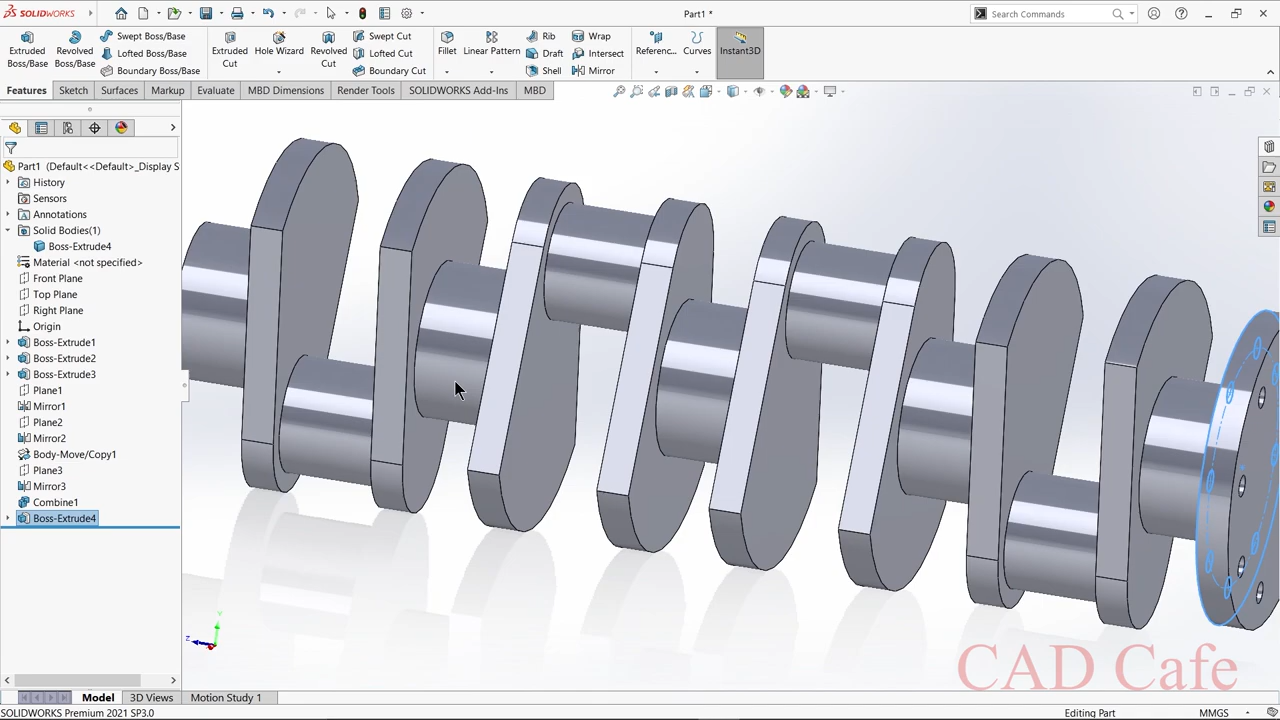 SOLIDWORKS
Part1 *
Search Commands
Extruded Boss/Base
Revolved Boss/Base
Swept Boss/Base
Lofted Boss/Base
Boundary Boss/Base
Extruded Cut
Hole Wizard
Revolved Cut
Swept Cut
Lofted Cut
Boundary Cut
Fillet
Linear Pattern
Rib
Draft
Shell
Wrap
Intersect
Mirror
Referenc...
Curves
Instant3D
Features
Sketch
Surfaces
Markup
Evaluate
MBD Dimensions
Render Tools
SOLIDWORKS Add-Ins
MBD
Part1 (Default<<Default>_Display S
History
Sensors
Annotations
Solid Bodies(1)
Boss-Extrude4
Material <not specified>
Front Plane
Top Plane
Right Plane
Origin
Boss-Extrude1
Boss-Extrude2
Boss-Extrude3
Plane1
Mirror1
Plane2
Mirror2
Body-Move/Copy1
Plane3
Mirror3
Combine1
Boss-Extrude4
Y
Z
CAD Cafe
Model
3D Views
Motion Study 1
SOLIDWORKS Premium 2021 SP3.0
Editing Part
MMGS